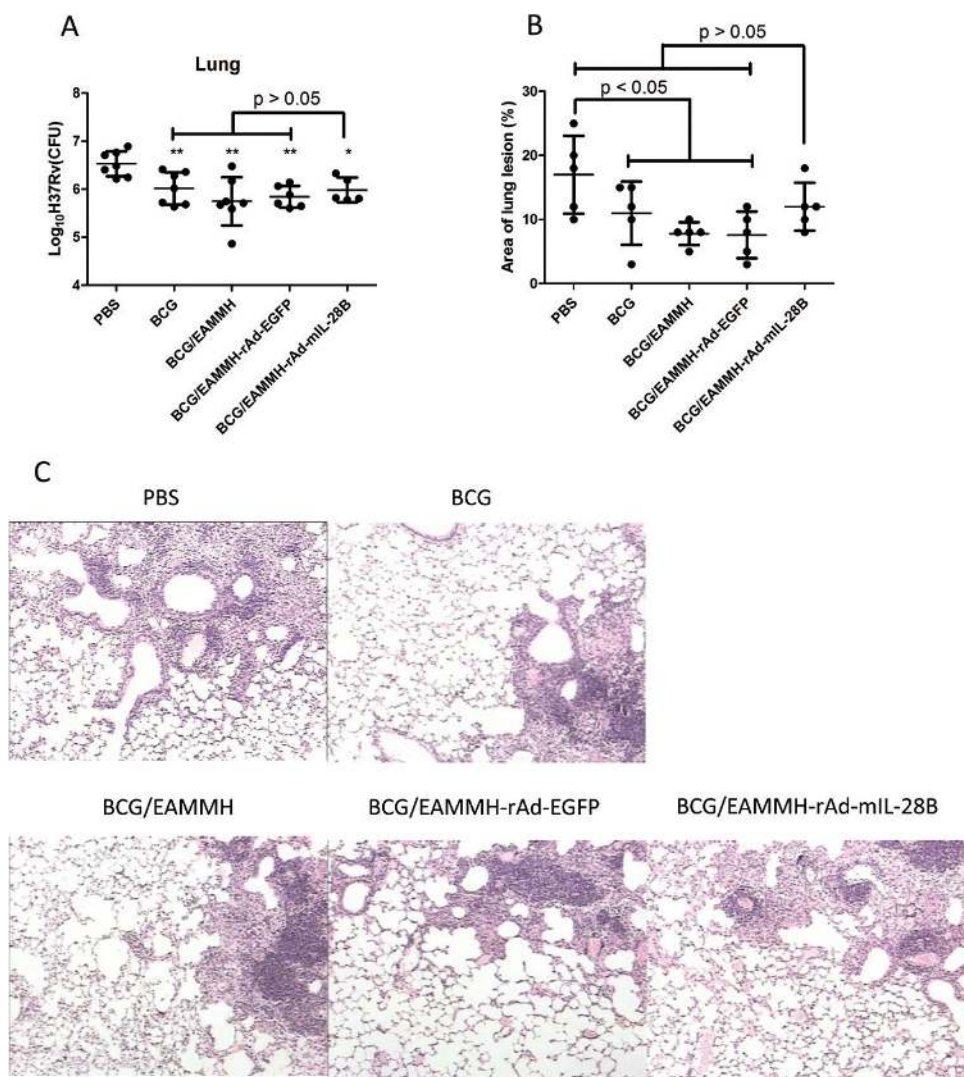 A
Lung
p > 0.05
** ** ** *
Log10H37Rv(CFU)
8
7
6
5
4
PBS
BCG
BCG/EAMMH
BCG/EAMMH-rAd-EGFP
BCG/EAMMH-rAd-mIL-28B
B
p > 0.05
p < 0.05
Area of lung lesion (%)
30
20
10
0
PBS
BCG
BCG/EAMMH
BCG/EAMMH-rAd-EGFP
BCG/EAMMH-rAd-mIL-28B
C
PBS BCG
BCG/EAMMH BCG/EAMMH-rAd-EGFP BCG/EAMMH-rAd-mIL-28B